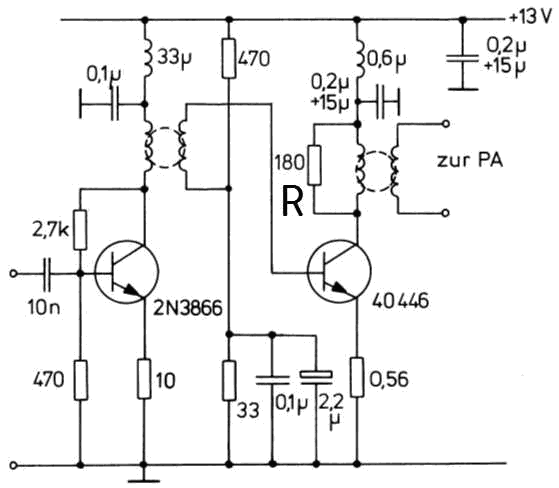 +13V
33µ
470
0,6µ
0,2µ
+15µ
0,1µ
0,2µ
+15µ
180
R
zur PA
2,7k
10n
2N3866
40446
470
10
33
0,1µ
2,2
µ
0,56